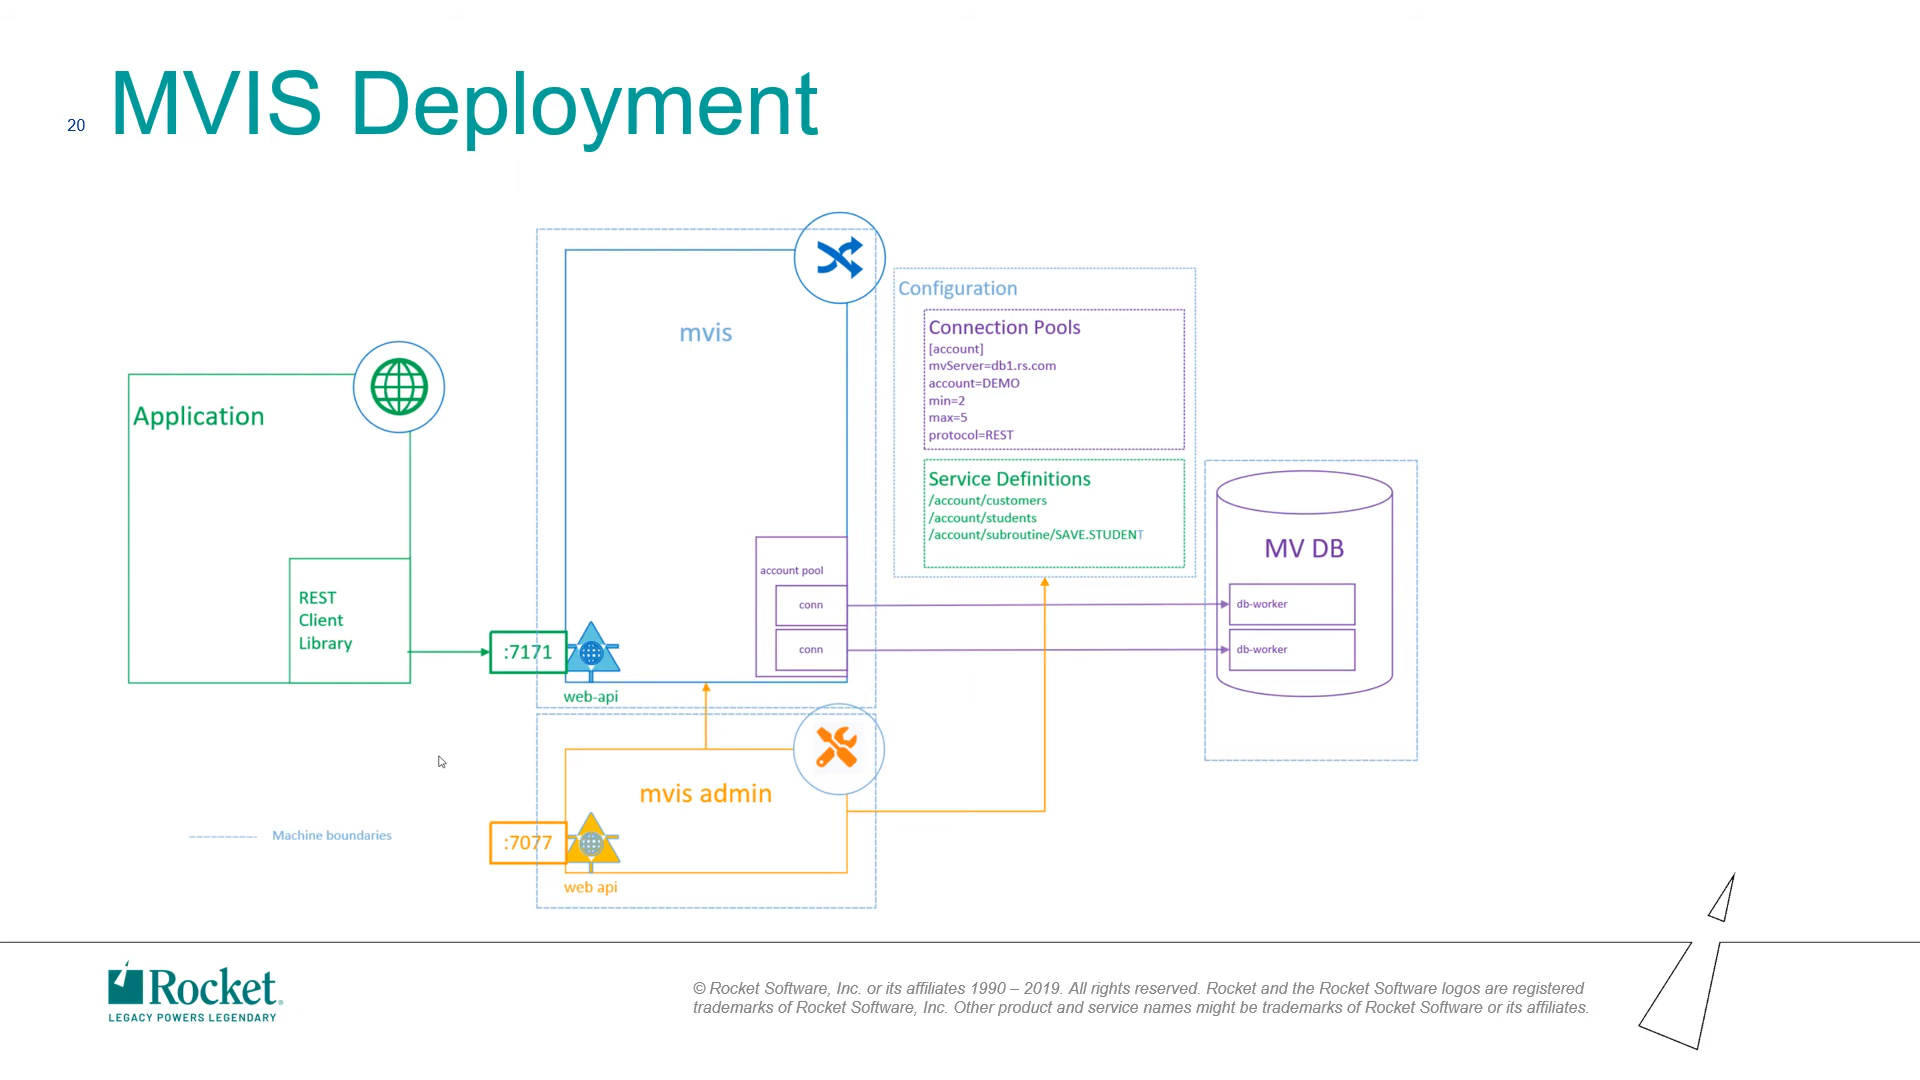 20
MVIS Deployment
mvis
Configuration
Connection Pools
[account]
mvServer=db1.rs.com
account=DEMO
min=2
max=5
protocol=REST
Service Definitions
/account/customers
/account/students
/account/subroutine/SAVE.STUDENT
Application
REST
Client
Library
:7171
web-api
account pool
conn
conn
MV DB
db-worker
db-worker
mvis admin
:7077
web api
Machine boundaries
Rocket®
LEGACY POWERS LEGENDARY
© Rocket Software, Inc. or its affiliates 1990 – 2019. All rights reserved. Rocket and the Rocket Software logos are registered
trademarks of Rocket Software, Inc. Other product and service names might be trademarks of Rocket Software or its affiliates.